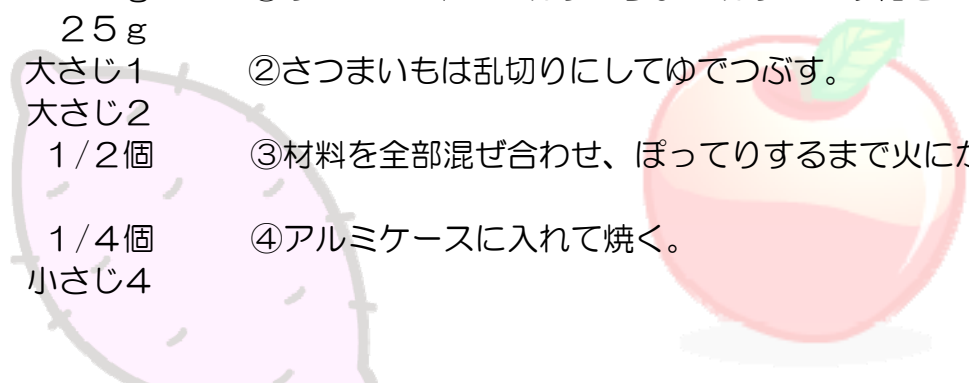 25g
大さじ1 ②さつまいもは乱切りにしてゆでつぶす。
大さじ2
1/2個 ③材料を全部混ぜ合わせ、ぽってりするまで火に
1/4個 ④アルミケースに入れて焼く。
小さじ4